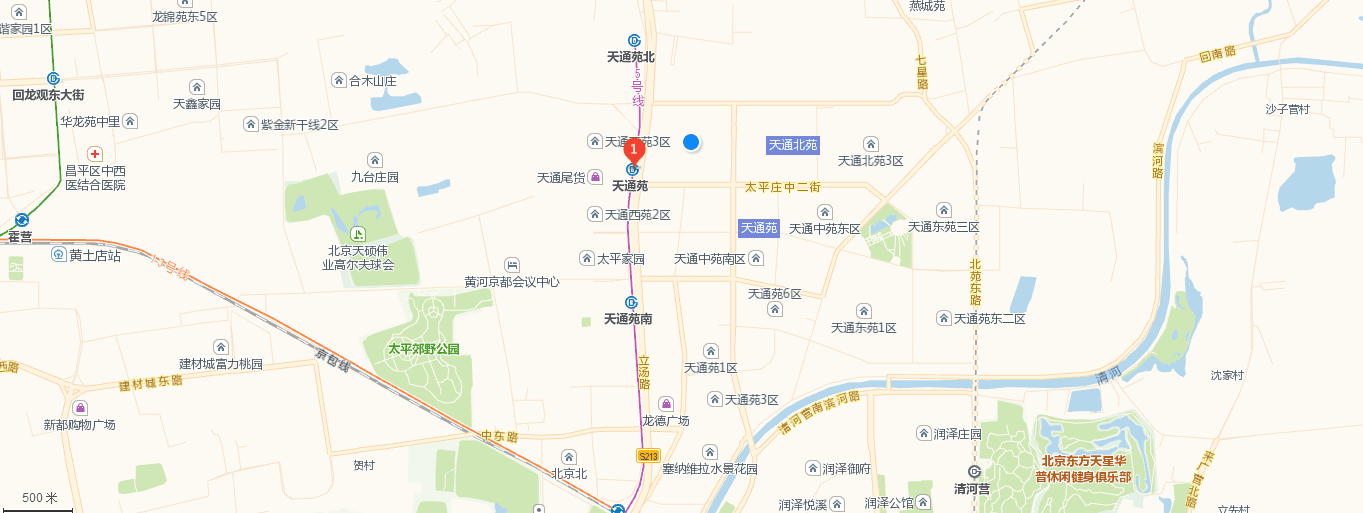 龙锦苑东5区
燕城苑
谐家园1区
天通苑北
回南路
5号线
七星路
合木山庄
回龙观东大街
天鑫家园
沙子营村
华龙苑中里
紫金新干线2区
天通西苑3区
天通北苑
天通北苑3区
滨河路
昌平区中西
医结合医院
九台庄园
1
天通尾货
天通苑
太平庄中二街
天通西苑2区
天通苑
天通中苑东区
天通东苑三区
霍营
黄土店站
13号线
北京天硕伟
业高尔夫球会
太平家园
天通中苑南区
北苑东路
黄河京都会议中心
天通苑6区
天通苑南
天通东苑1区
天通苑东二区
太平郊野公园
京包线
建材城富力桃园
立汤路
天通苑1区
清河
沈家村
西路
建材城东路
天通苑3区
清河营南滨河路
新都购物广场
龙德广场
中东路
润泽庄园
S213
贺村
北京北
塞纳维拉水景花园
润泽御府
清河营
北京东方天星华
普休闲健身俱乐部
来广营北路
500 米
润泽悦溪
润泽公馆
立先村